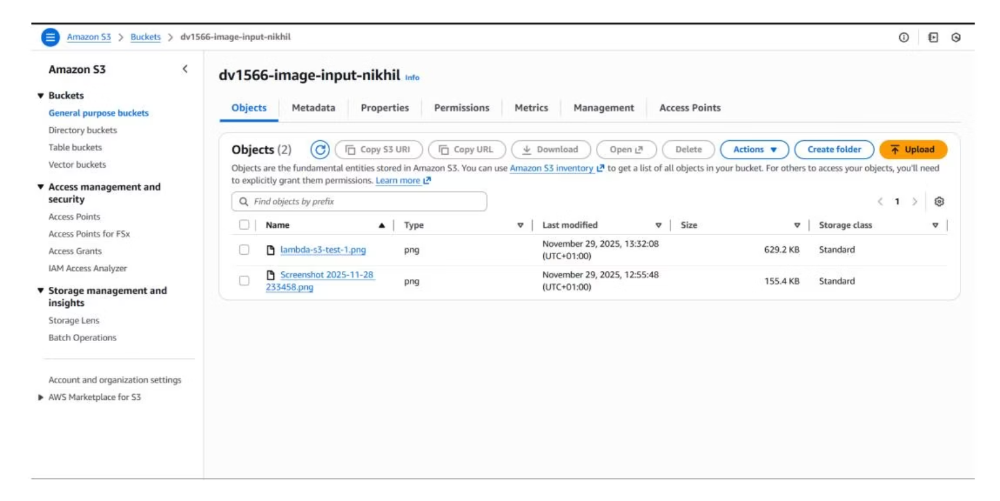 Amazon S3 > Buckets > dv1566-image-input-nikhil
Amazon S3
Buckets
General purpose buckets
Directory buckets
Table buckets
Vector buckets
Access management and
security
Access Points
Access Points for FSx
Access Grants
IAM Access Analyzer
Storage management and
insights
Storage Lens
Batch Operations
Account and organization settings
AWS Marketplace for S3
dv1566-image-input-nikhil Info
Objects Metadata Properties Permissions Metrics Management Access Points
Objects (2) Copy S3 URI Copy URL Download Open Delete Actions Create folder Upload
Objects are the fundamental entities stored in Amazon S3. You can use Amazon S3 inventory to get a list of all objects in your bucket. For others to access your objects, you'll need
to explicitly grant them permissions. Learn more
Find objects by prefix
< 1 >
Name Type Last modified Size Storage class
lambda-s3-test-1.png png November 29, 2025, 13:32:08 629.2 KB Standard
(UTC+01:00)
Screenshot 2025-11-28 png November 29, 2025, 12:55:48 155.4 KB Standard
233458.png (UTC+01:00)